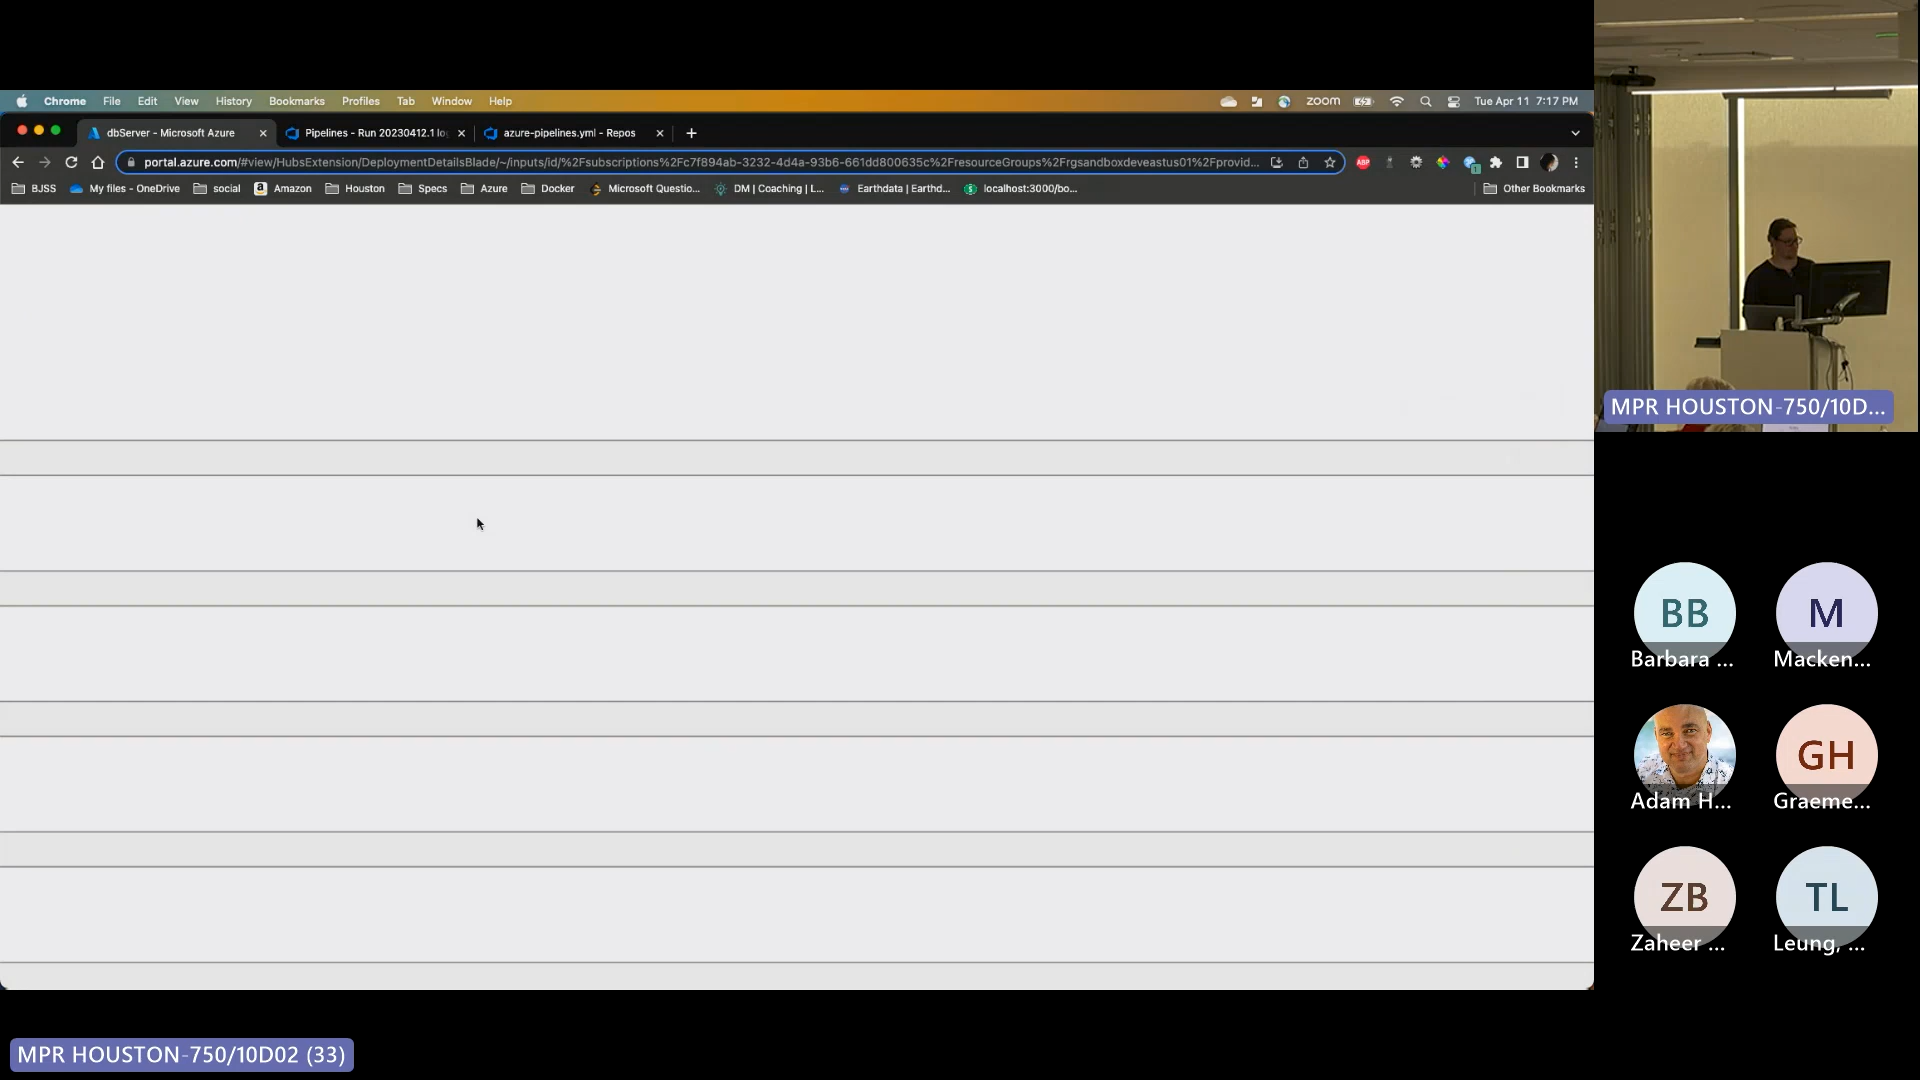 Chrome File Edit View History Bookmarks Profiles Tab Window Help
zoom
Tue Apr 11 7:17 PM
dbServer - Microsoft Azure
Pipelines - Run 20230412.1 lo
azure-pipelines.yml - Repos
portal.azure.com/#view/HubsExtension/DeploymentDetailsBlade/~/inputs/id/%2Fsubscriptions%2Fc7f894ab-3232-4d4a-93b6-661dd800635c%2FresourceGroups%2Frgsandboxdeveastus01%2Fprovid...
ABP
1
BJSS
My files - OneDrive
social
Amazon
Houston
Specs
Azure
Docker
Microsoft Questio...
DM | Coaching | L...
Earthdata | Earthd...
localhost:3000/bo...
Other Bookmarks
MPR HOUSTON-750/10D...
BB
Barbara ...
M
Macken...
Adam H...
GH
Graeme...
ZB
Zaheer ...
TL
Leung, ...
MPR HOUSTON-750/10D02 (33)